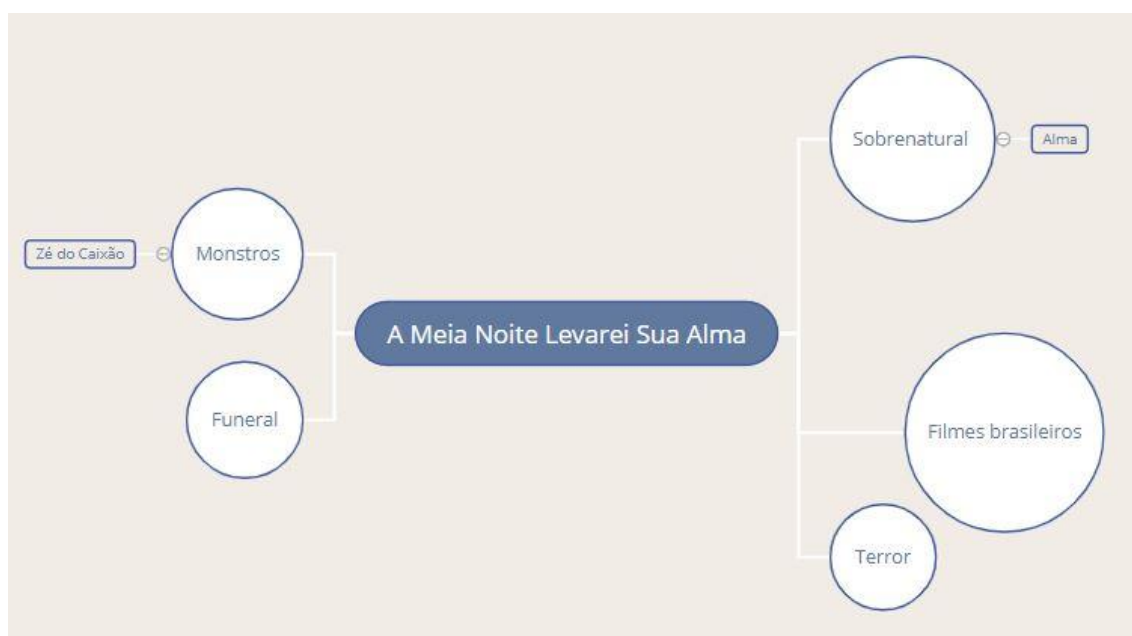 Sobrenatural
Alma
Zé do Caixão
Monstros
A Meia Noite Levarei Sua Alma
Funeral
Filmes brasileiros
Terror